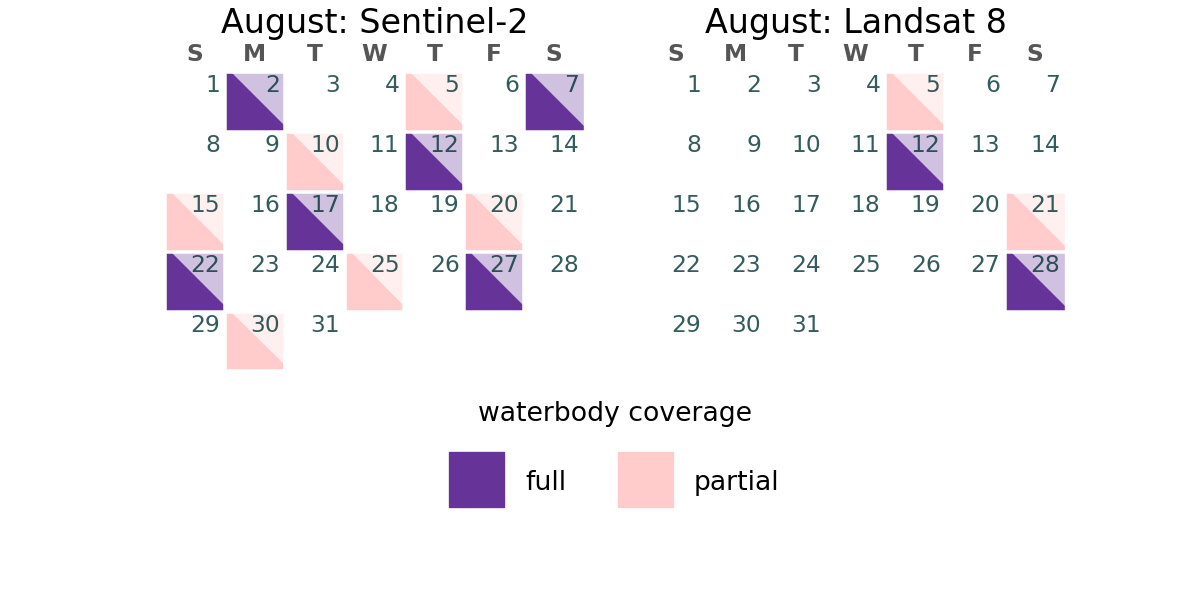 August: Sentinel-2
S M T W T F S
1 2 3 4 5 6 7
8 9 10 11 12 13 14
15 16 17 18 19 20 21
22 23 24 25 26 27 28
29 30 31
August: Landsat 8
S M T W T F S
1 2 3 4 5 6 7
8 9 10 11 12 13 14
15 16 17 18 19 20 21
22 23 24 25 26 27 28
29 30 31
waterbody coverage
full
partial